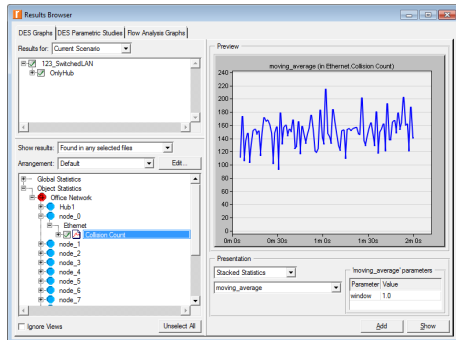 Results Browser
DES Graphs DES Parametric Studies Flow Analysis Graphs
Results for: Current Scenario
123_SwitchedLAN
OnlyHub
Show results: Found in any selected files
Arrangement: Default Edit...
Global Statistics
Object Statistics
Office Network
Hub1
node_0
Ethernet
Collision Count
node_1
node_2
node_3
node_4
node_5
node_6
node_7
Ignore Views Unselect All
Preview
moving_average (in Ethernet.Collision Count)
240
220
200
180
160
140
120
100
80
60
40
20
0
0m 0s 0m 30s 1m 0s 1m 30s 2m 0s
Presentation
Stacked Statistics
moving_average
'moving_average' parameters
Parameter Value
window 1.0
Add Show